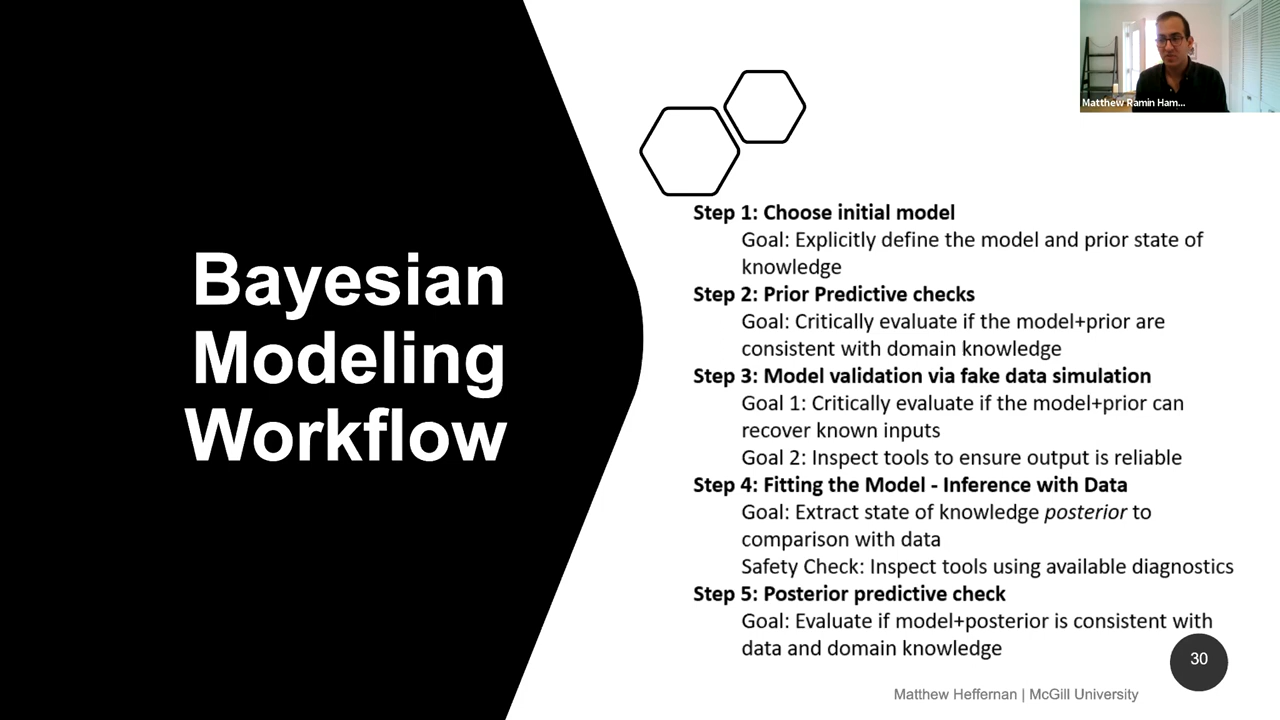 Matthew Ramin Ham...
Bayesian
Modeling
Workflow
Step 1: Choose initial model
Goal: Explicitly define the model and prior state of
knowledge
Step 2: Prior Predictive checks
Goal: Critically evaluate if the model+prior are
consistent with domain knowledge
Step 3: Model validation via fake data simulation
Goal 1: Critically evaluate if the model+prior can
recover known inputs
Goal 2: Inspect tools to ensure output is reliable
Step 4: Fitting the Model - Inference with Data
Goal: Extract state of knowledge posterior to
comparison with data
Safety Check: Inspect tools using available diagnostics
Step 5: Posterior predictive check
Goal: Evaluate if model+posterior is consistent with
data and domain knowledge
30
Matthew Heffernan | McGill University